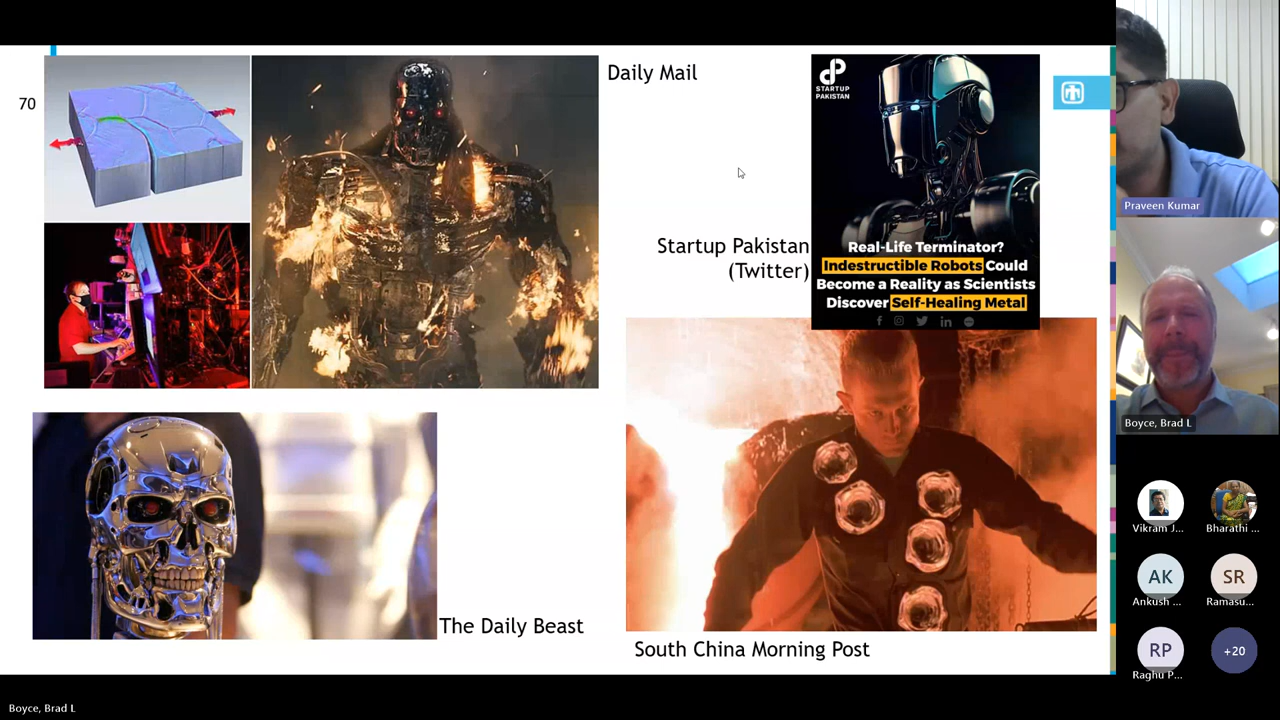 70
Daily Mail
STARTUP
PAKISTAN
Startup Pakistan
(Twitter)
Real-Life Terminator?
Indestructible Robots Could
Become a Reality as Scientists
Discover Self-Healing Metal
The Daily Beast
South China Morning Post
Praveen Kumar
Boyce, Brad L
Vikram J...
Bharathi ...
AK
Ankush ...
SR
Ramasu...
RP
Raghu P...
+20
Boyce, Brad L